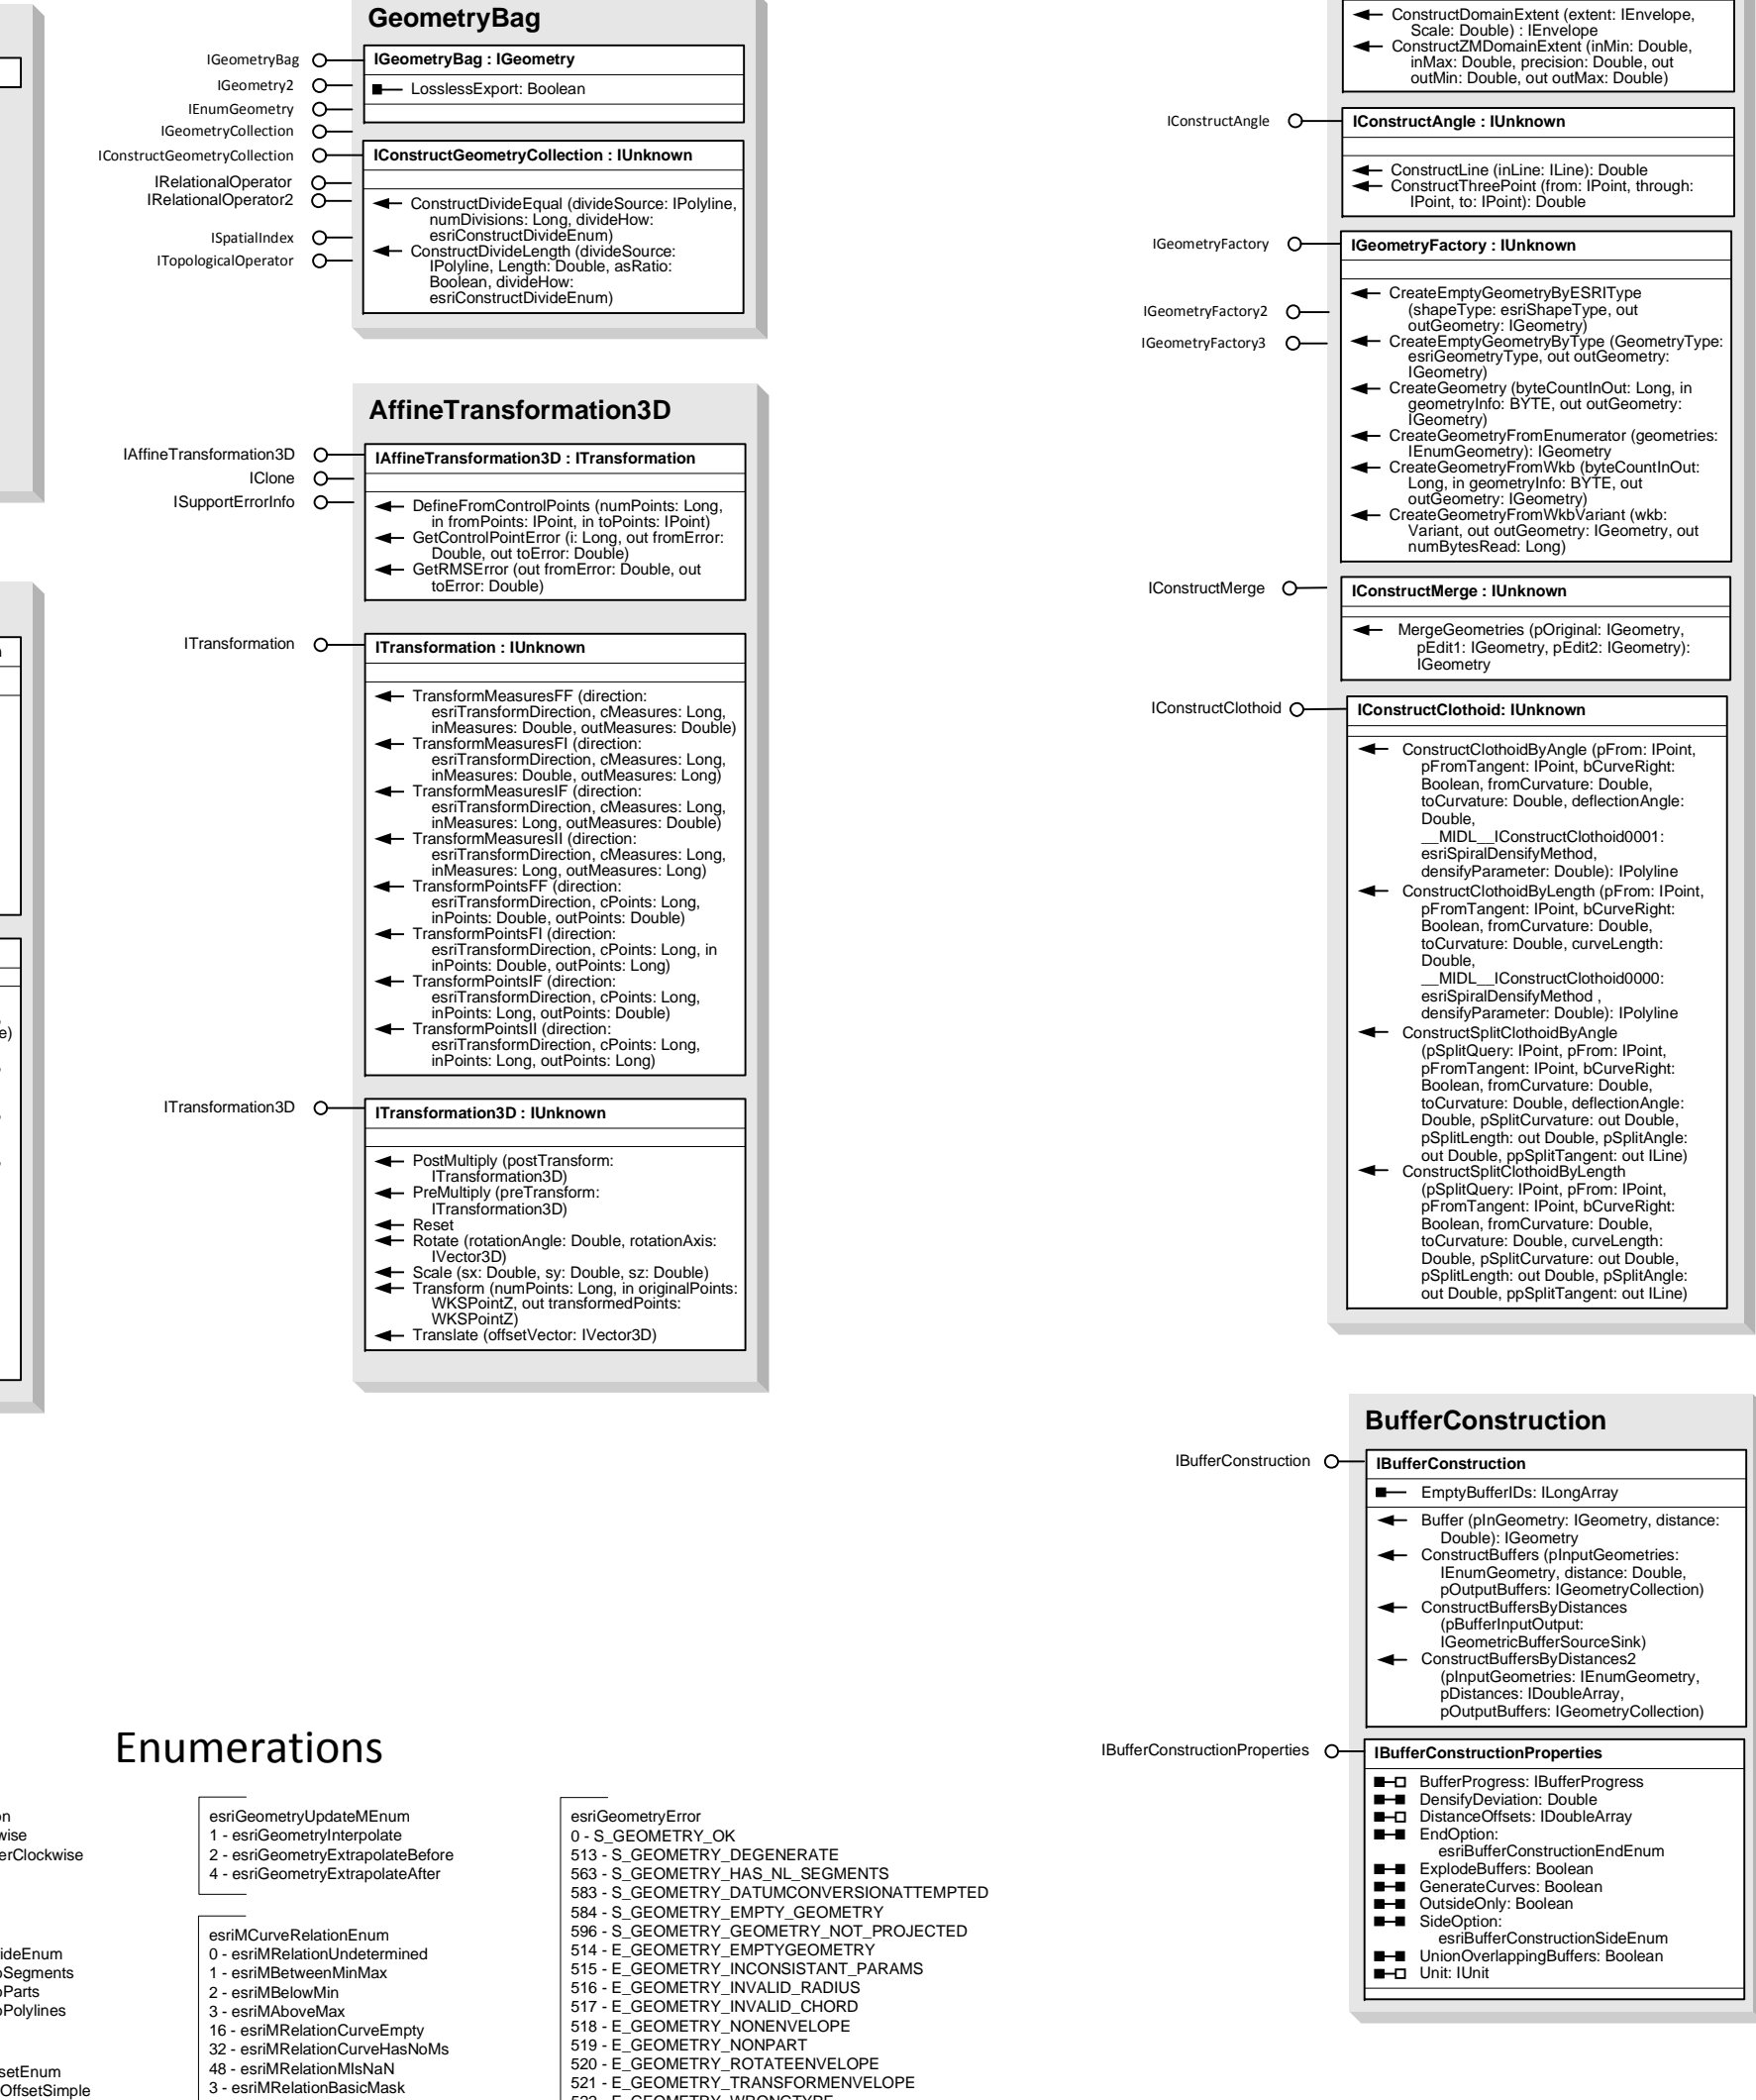 GeometryBag
IGeometryBag
IGeometry2
IEnumGeometry
IGeometryCollection
IConstructGeometryCollection
IRelationalOperator
IRelationalOperator2
ISpatialIndex
ITopologicalOperator
IGeometryBag : IGeometry
LosslessExport: Boolean
IConstructGeometryCollection : IUnknown
ConstructDivideEqual (divideSource: IPolyline,
numDivisions: Long, divideHow:
esriConstructDivideEnum)
ConstructDivideLength (divideSource:
IPolyline, Length: Double, asRatio:
Boolean, divideHow:
esriConstructDivideEnum)
AffineTransformation3D
IAffineTransformation3D
IClone
ISupportErrorInfo
IAffineTransformation3D : ITransformation
DefineFromControlPoints (numPoints: Long,
in fromPoints: IPoint, in toPoints: IPoint)
GetControlPointError (i: Long, out fromError:
Double, out toError: Double)
GetRMSError (out fromError: Double, out
toError: Double)
ITransformation
ITransformation : IUnknown
TransformMeasuresFF (direction:
esriTransformDirection, cMeasures: Long,
inMeasures: Double, outMeasures: Double)
TransformMeasuresFI (direction:
esriTransformDirection, cMeasures: Long,
inMeasures: Double, outMeasures: Long)
TransformMeasuresIF (direction:
esriTransformDirection, cMeasures: Long,
inMeasures: Long, outMeasures: Double)
TransformMeasuresII (direction:
esriTransformDirection, cMeasures: Long,
inMeasures: Long, outMeasures: Long)
TransformPointsFF (direction:
esriTransformDirection, cPoints: Long,
inPoints: Double, outPoints: Double)
TransformPointsFI (direction:
esriTransformDirection, cPoints: Long, in
inPoints: Double, outPoints: Long)
TransformPointsIF (direction:
esriTransformDirection, cPoints: Long,
inPoints: Long, outPoints: Double)
TransformPointsII (direction:
esriTransformDirection, cPoints: Long,
inPoints: Long, outPoints: Long)
ITransformation3D
ITransformation3D : IUnknown
PostMultiply (postTransform:
ITransformation3D)
PreMultiply (preTransform:
ITransformation3D)
Reset
Rotate (rotationAngle: Double, rotationAxis:
IVector3D)
Scale (sx: Double, sy: Double, sz: Double)
Transform (numPoints: Long, in originalPoints:
WKSPointZ, out transformedPoints:
WKSPointZ)
Translate (offsetVector: IVector3D)
ConstructDomainExtent (extent: IEnvelope,
Scale: Double) : IEnvelope
ConstructZMDomainExtent (inMin: Double,
inMax: Double, precision: Double, out
outMin: Double, out outMax: Double)
IConstructAngle
IConstructAngle : IUnknown
ConstructLine (inLine: ILine): Double
ConstructThreePoint (from: IPoint, through:
IPoint, to: IPoint): Double
IGeometryFactory
IGeometryFactory2
IGeometryFactory3
IGeometryFactory : IUnknown
CreateEmptyGeometryByESRIType
(shapeType: esriShapeType, out
outGeometry: IGeometry)
CreateEmptyGeometryByType (GeometryType:
esriGeometryType, out outGeometry:
IGeometry)
CreateGeometry (byteCountInOut: Long, in
geometryInfo: BYTE, out outGeometry:
IGeometry)
CreateGeometryFromEnumerator (geometries:
IEnumGeometry): IGeometry
CreateGeometryFromWkb (byteCountInOut:
Long, in geometryInfo: BYTE, out
outGeometry: IGeometry)
CreateGeometryFromWkbVariant (wkb:
Variant, out outGeometry: IGeometry, out
numBytesRead: Long)
IConstructMerge
IConstructMerge : IUnknown
MergeGeometries (pOriginal: IGeometry,
pEdit1: IGeometry, pEdit2: IGeometry):
IGeometry
IConstructClothoid
IConstructClothoid: IUnknown
ConstructClothoidByAngle (pFrom: IPoint,
pFromTangent: IPoint, bCurveRight:
Boolean, fromCurvature: Double,
toCurvature: Double, deflectionAngle:
Double,
__MIDL__IConstructClothoid0001:
esriSpiralDensifyMethod,
densifyParameter: Double): IPolyline
ConstructClothoidByLength (pFrom: IPoint,
pFromTangent: IPoint, bCurveRight:
Boolean, fromCurvature: Double,
toCurvature: Double, curveLength:
Double,
__MIDL__IConstructClothoid0000:
esriSpiralDensifyMethod ,
densifyParameter: Double): IPolyline
ConstructSplitClothoidByAngle
(pSplitQuery: IPoint, pFrom: IPoint,
pFromTangent: IPoint, bCurveRight:
Boolean, fromCurvature: Double,
toCurvature: Double, deflectionAngle:
Double, pSplitCurvature: out Double,
pSplitLength: out Double, pSplitAngle:
out Double, ppSplitTangent: out ILine)
ConstructSplitClothoidByLength
(pSplitQuery: IPoint, pFrom: IPoint,
pFromTangent: IPoint, bCurveRight:
Boolean, fromCurvature: Double,
toCurvature: Double, curveLength:
Double, pSplitCurvature: out Double,
pSplitLength: out Double, pSplitAngle:
out Double, ppSplitTangent: out ILine)
BufferConstruction
IBufferConstruction
IBufferConstruction
EmptyBufferIDs: ILongArray
Buffer (pInGeometry: IGeometry, distance:
Double): IGeometry
ConstructBuffers (pInputGeometries:
IEnumGeometry, distance: Double,
pOutputBuffers: IGeometryCollection)
ConstructBuffersByDistances
(pBufferInputOutput:
IGeometricBufferSourceSink)
ConstructBuffersByDistances2
(pInputGeometries: IEnumGeometry,
pDistances: IDoubleArray,
pOutputBuffers: IGeometryCollection)
IBufferConstructionProperties
IBufferConstructionProperties
BufferProgress: IBufferProgress
DensifyDeviation: Double
DistanceOffsets: IDoubleArray
EndOption:
esriBufferConstructionEndEnum
ExplodeBuffers: Boolean
GenerateCurves: Boolean
OutsideOnly: Boolean
SideOption:
esriBufferConstructionSideEnum
UnionOverlappingBuffers: Boolean
Unit: IUnit
Enumerations
n
wise
erClockwise
ideEnum
oSegments
oParts
oPolylines
setEnum
OffsetSimple
esriGeometryUpdateMEnum
1 - esriGeometryInterpolate
2 - esriGeometryExtrapolateBefore
4 - esriGeometryExtrapolateAfter
esriMCurveRelationEnum
0 - esriMRelationUndetermined
1 - esriMBetweenMinMax
2 - esriMBelowMin
3 - esriMAboveMax
16 - esriMRelationCurveEmpty
32 - esriMRelationCurveHasNoMs
48 - esriMRelationMIsNaN
3 - esriMRelationBasicMask
esriGeometryError
0 - S_GEOMETRY_OK
513 - S_GEOMETRY_DEGENERATE
563 - S_GEOMETRY_HAS_NL_SEGMENTS
583 - S_GEOMETRY_DATUMCONVERSIONATTEMPTED
584 - S_GEOMETRY_EMPTY_GEOMETRY
596 - S_GEOMETRY_GEOMETRY_NOT_PROJECTED
514 - E_GEOMETRY_EMPTYGEOMETRY
515 - E_GEOMETRY_INCONSISTANT_PARAMS
516 - E_GEOMETRY_INVALID_RADIUS
517 - E_GEOMETRY_INVALID_CHORD
518 - E_GEOMETRY_NONENVELOPE
519 - E_GEOMETRY_NONPART
520 - E_GEOMETRY_ROTATEENVELOPE
521 - E_GEOMETRY_TRANSFORMENVELOPE
522 - E_GEOMETRY_WRONGTYPE